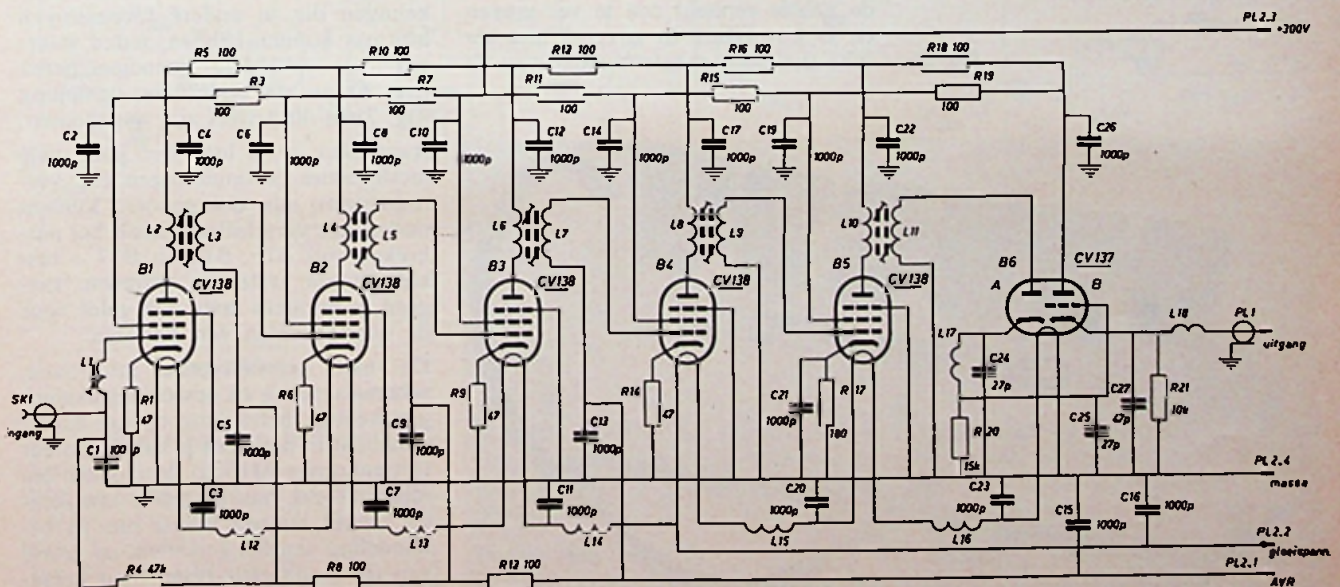 PL2.3
+300V
R5 100
R10 100
R12 100
R16 100
R18 100
R3
100
R7
100
R11
100
R15
100
R19
100
C2
1000p
C4
1000p
C6
1000p
C8
1000p
C10
1000p
C12
1000p
C14
1000p
C17
1000p
C19
1000p
C22
1000p
C26
1000p
L2
L3
L4
L5
L6
L7
L8
L9
L10
L11
B1
CV138
B2
CV138
B3
CV138
B4
CV138
B5
CV138
B6
A
CV137
B
L1
SK1
ingang
C1
100p
R1
47
C5
1000p
R6
47
C9
1000p
R9
47
C13
1000p
R14
47
C21
1000p
R17
180
L17
C24
27p
R20
15k
C25
27p
C27
47p
R21
10k
L18
PL1
uitgang
C3
1000p
L12
C7
1000p
L13
C11
1000p
L14
C20
1000p
L15
C23
1000p
L16
C15
1000p
C16
1000p
PL2.4
massa
PL2.2
gloeispann.
PL2.1
AVR
R4 47k
R8 100
R13 100